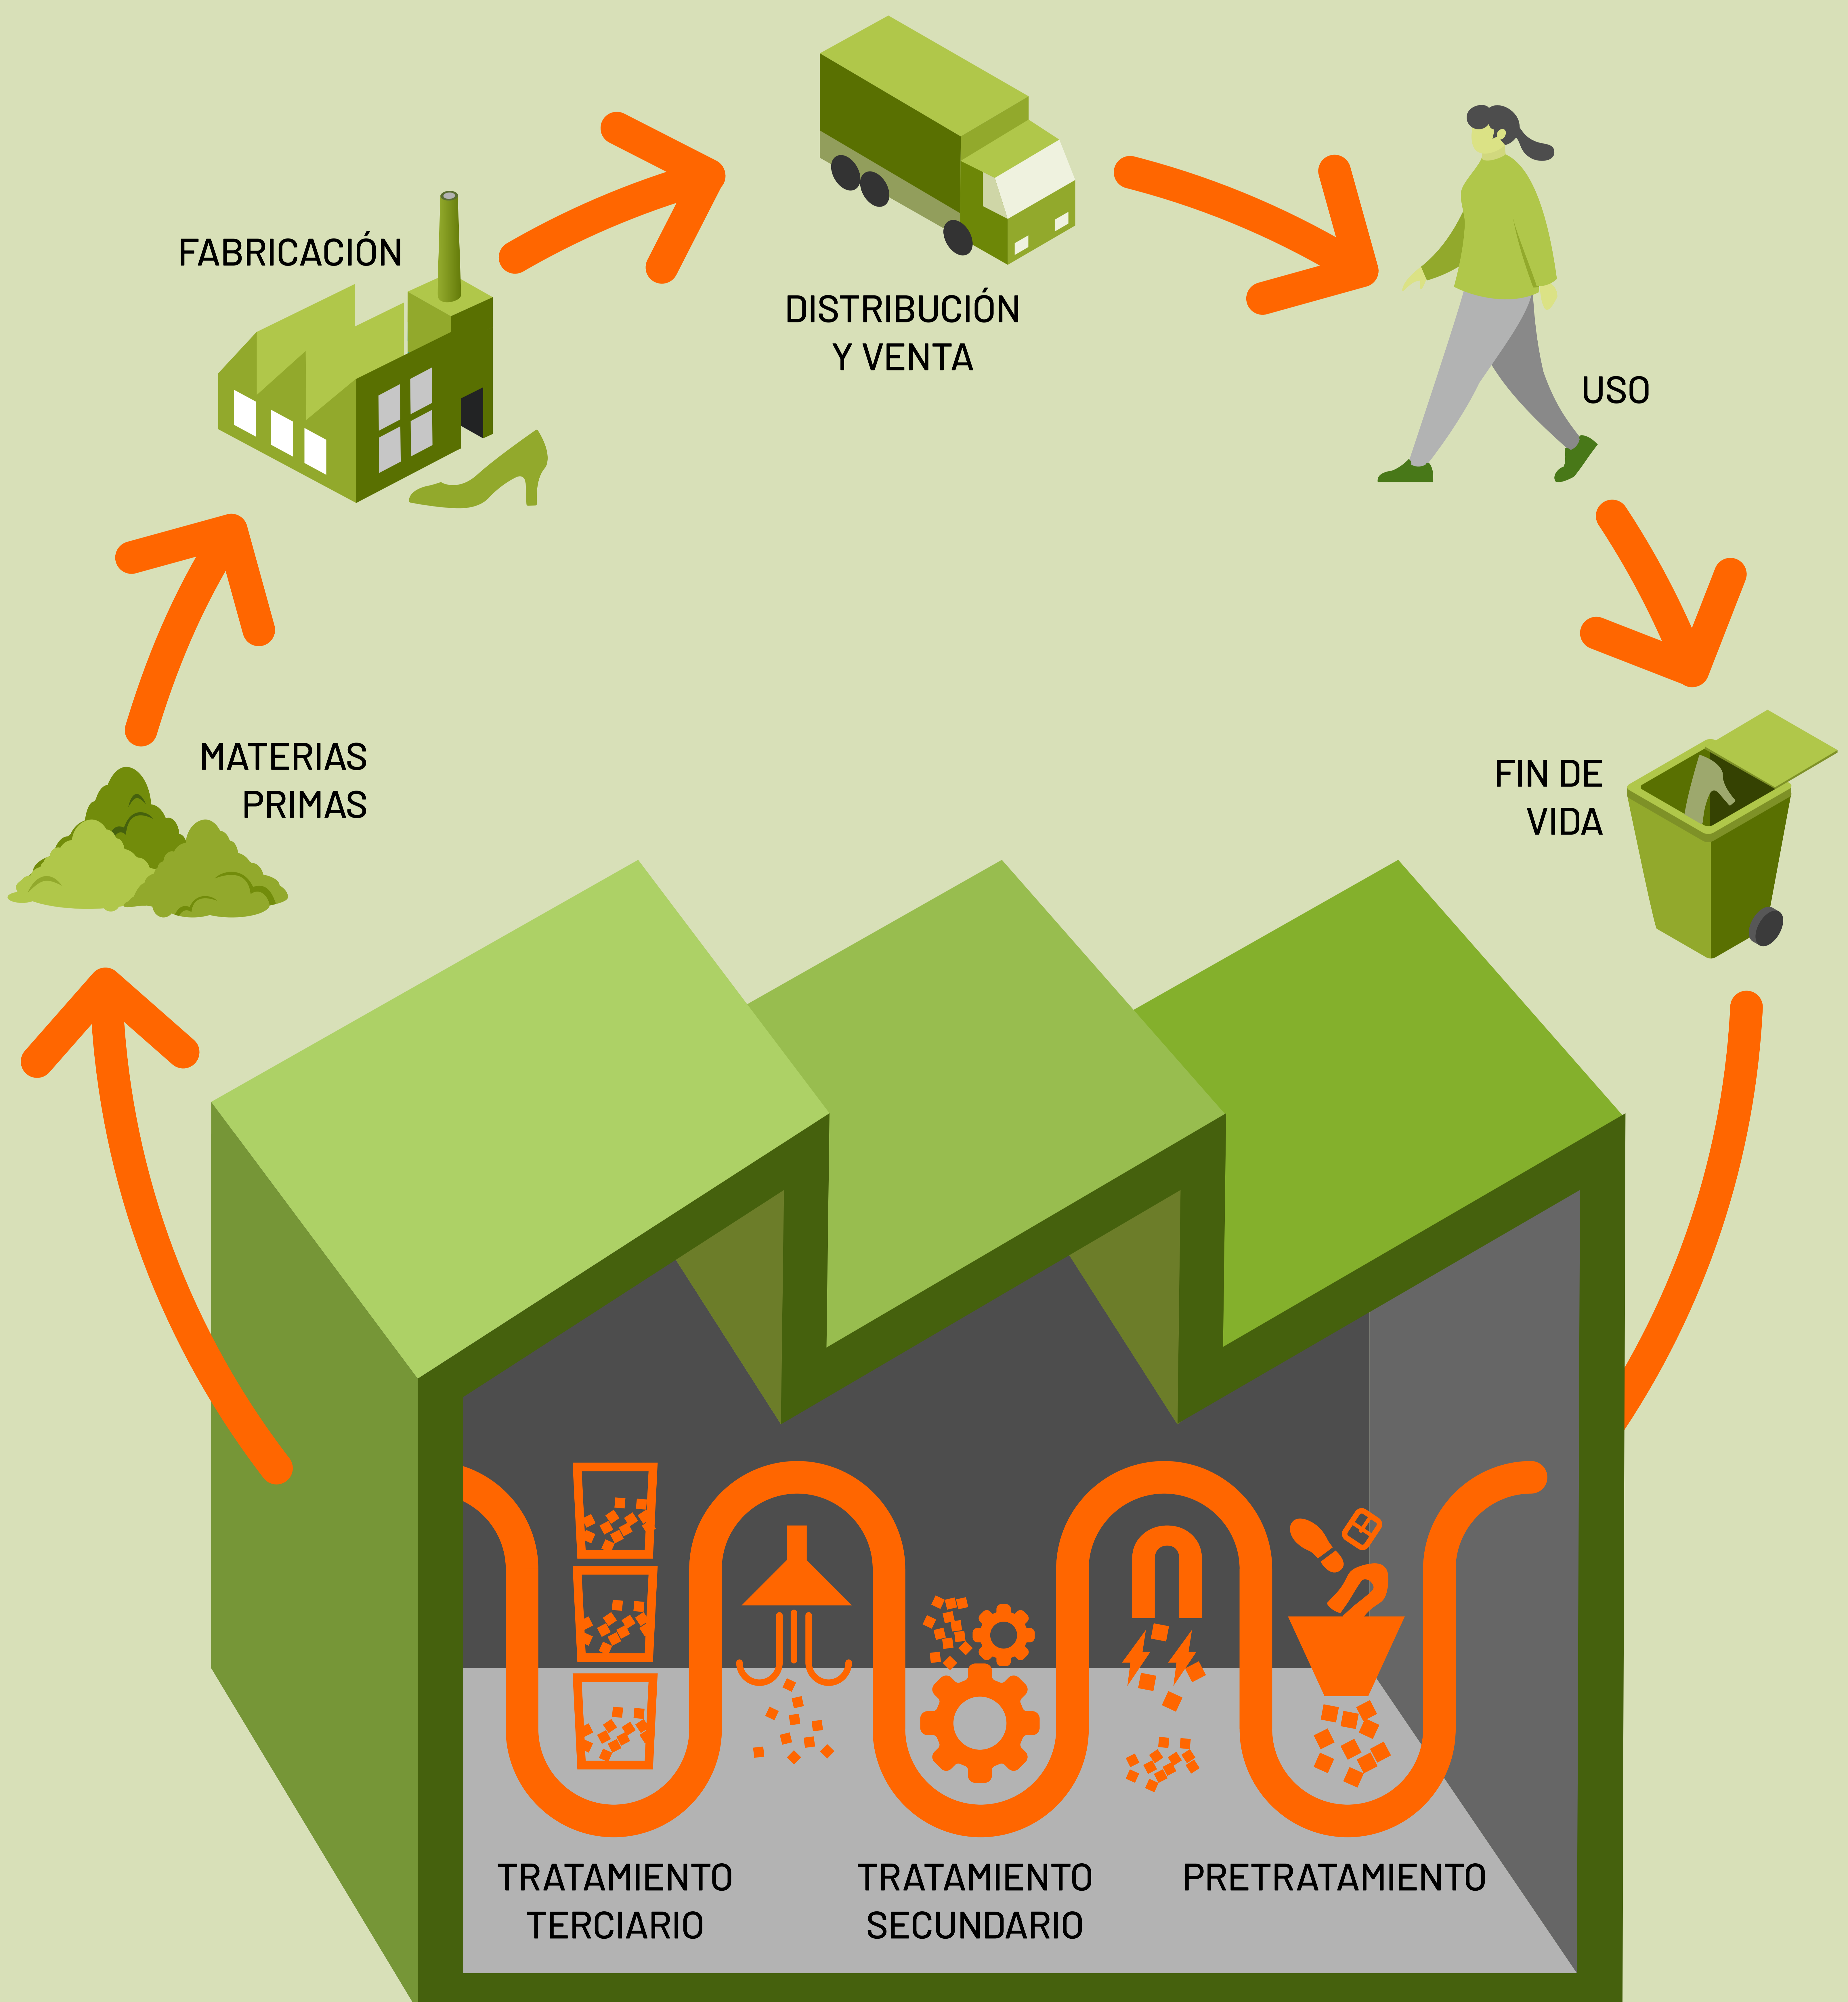 FABRICACIÓN
DISTRIBUCIÓN
Y VENTA
USO
MATERIAS
PRIMAS
FIN DE
VIDA
TRATAMIENTO
TERCIARIO
TRATAMIENTO
SECUNDARIO
PRETRATAMIENTO